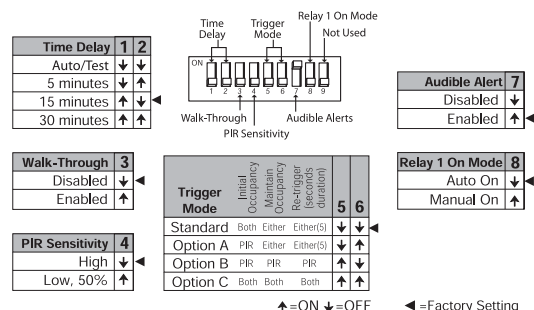 Relay 1 On Mode
Time Delay
Trigger Mode
Not Used
ON
1 2 3 4 5 6 7 8 9
Walk-Through
Audible Alerts
PIR Sensitivity
Time Delay 1 2
Auto/Test ↓ ↓
5 minutes ↓ ↑
15 minutes ↑ ↓ ◄
30 minutes ↑ ↑
Audible Alert 7
Disabled ↓
Enabled ↑ ◄
Walk-Through 3
Disabled ↓ ◄
Enabled ↑
Trigger Mode Initial Occupancy Maintain Occupancy Re-trigger (seconds duration) 5 6
Standard Both Either Either(5) ↓ ↓ ◄
Option A PIR Either Either(5) ↓ ↑
Option B PIR PIR PIR ↑ ↓
Option C Both Both Both ↑ ↑
Relay 1 On Mode 8
Auto On ↓ ◄
Manual On ↑
PIR Sensitivity 4
High ↓ ◄
Low, 50% ↑
↑=ON ↓=OFF ◄=Factory Setting